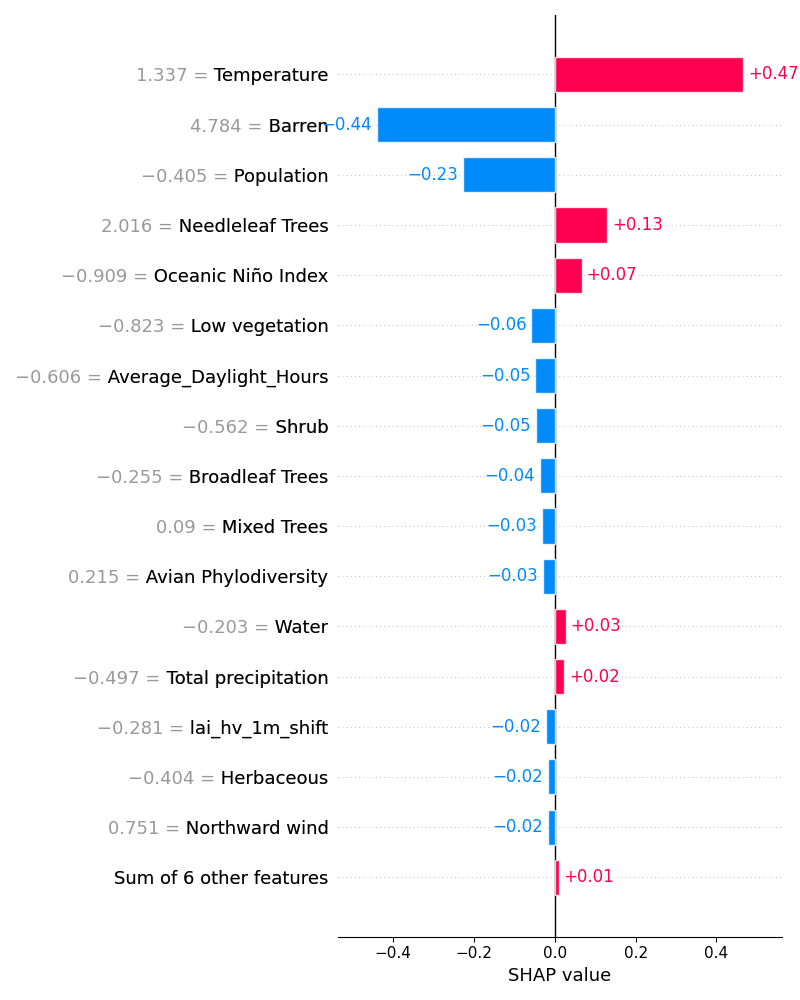 1.337 = Temperature +0.47
4.784 = Barren −0.44
−0.405 = Population −0.23
2.016 = Needleleaf Trees +0.13
−0.909 = Oceanic Niño Index +0.07
−0.823 = Low vegetation −0.06
−0.606 = Average_Daylight_Hours −0.05
−0.562 = Shrub −0.05
−0.255 = Broadleaf Trees −0.04
0.09 = Mixed Trees −0.03
0.215 = Avian Phylodiversity −0.03
−0.203 = Water +0.03
−0.497 = Total precipitation +0.02
−0.281 = lai_hv_1m_shift −0.02
−0.404 = Herbaceous −0.02
0.751 = Northward wind −0.02
Sum of 6 other features +0.01
−0.4 −0.2 0.0 0.2 0.4
SHAP value